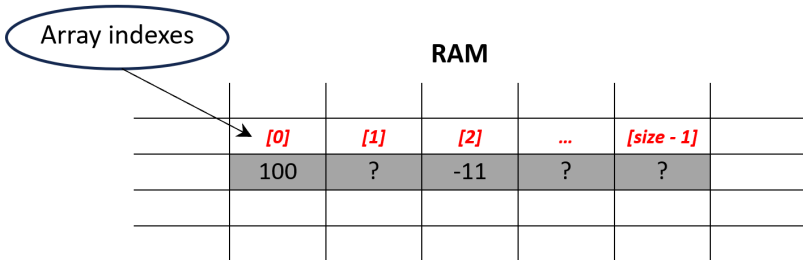 Array indexes
RAM
[0] [1] [2] ... [size - 1]
100 ? -11 ? ?